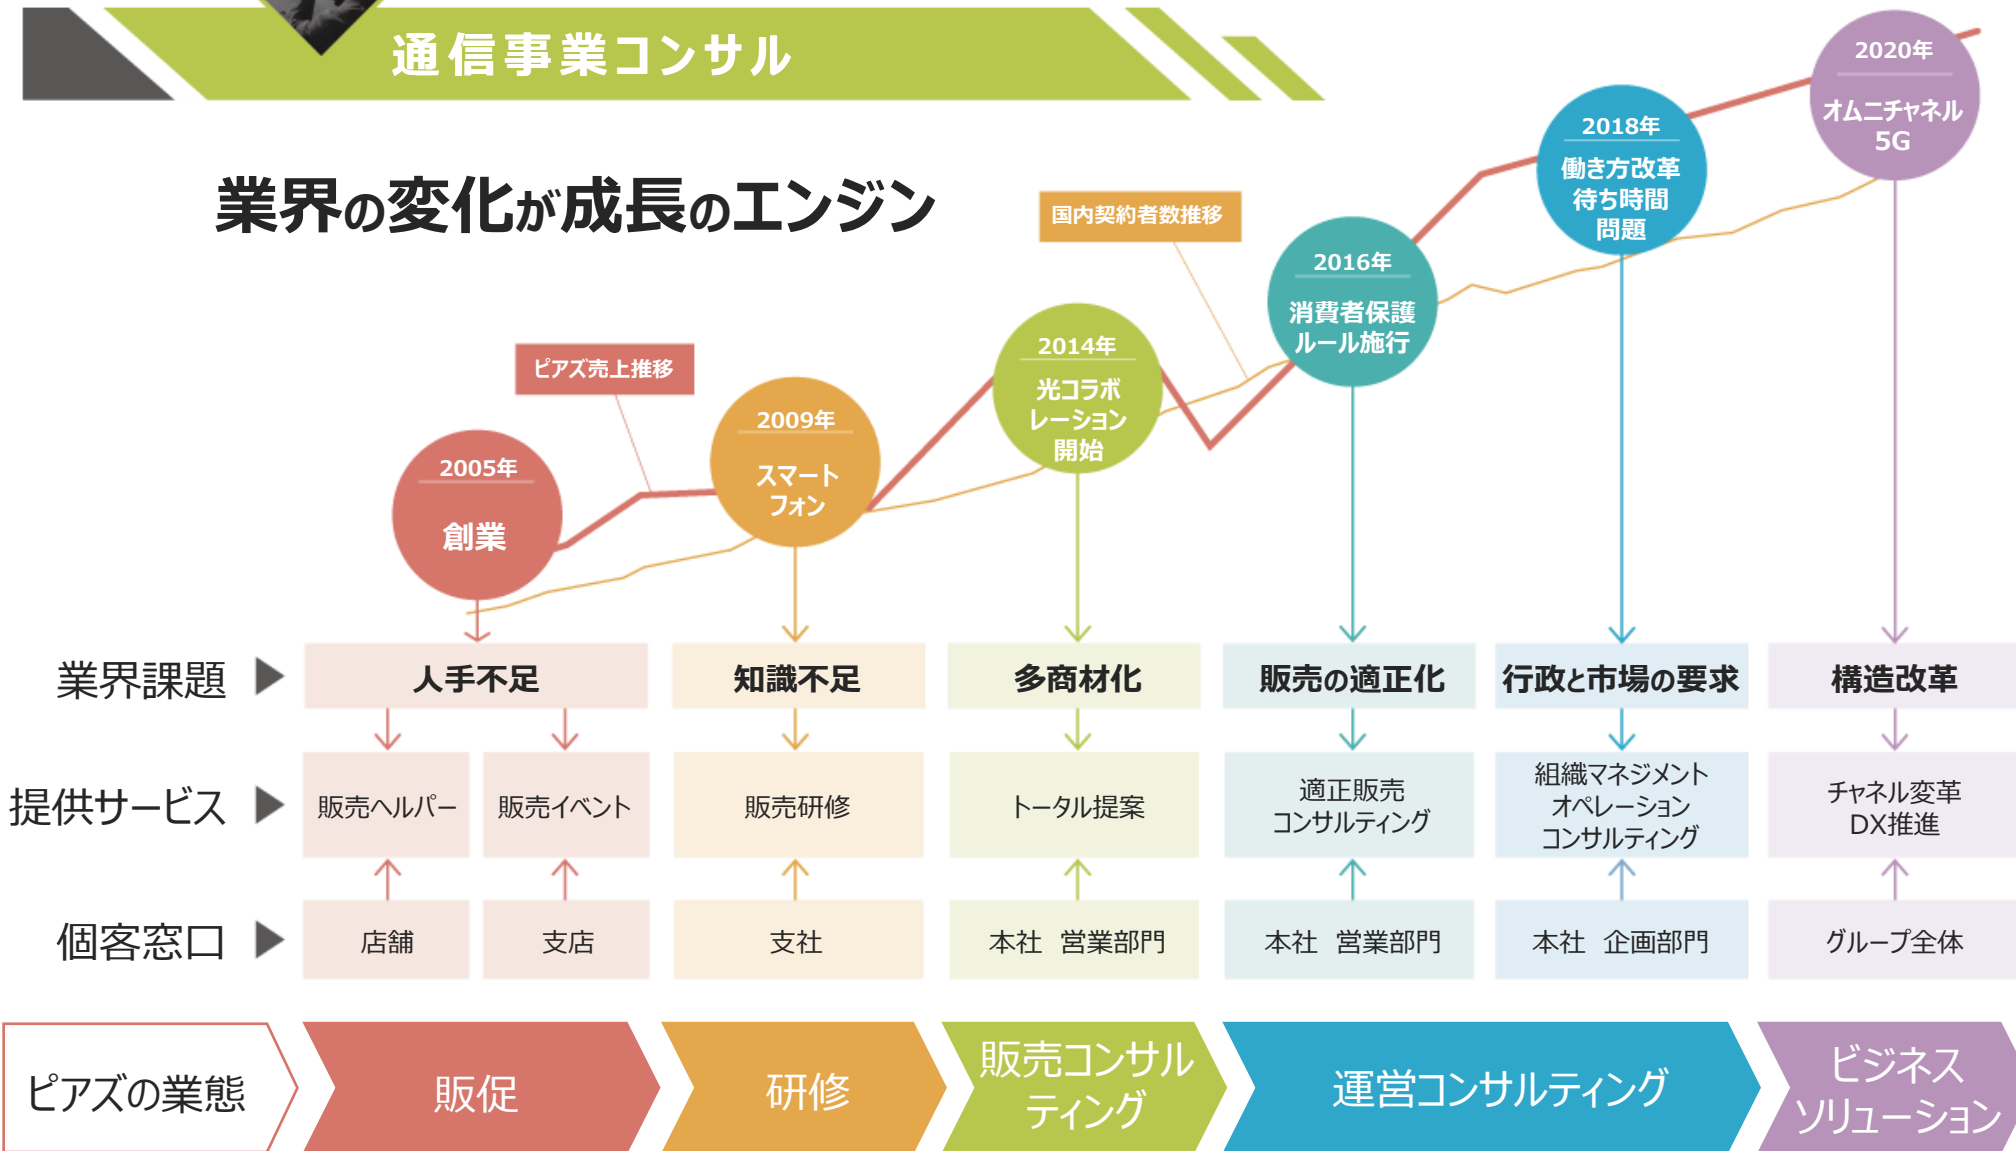 通信事業コンサル
業界の変化が成長のエンジン
ピアズ売上推移
国内契約者数推移
2005年
創業
2009年
スマート
フォン
2014年
光コラボ
レーション
開始
2016年
消費者保護
ルール施行
2018年
働き方改革
待ち時間
問題
2020年
オムニチャネル
5G
業界課題
人手不足
知識不足
多商材化
販売の適正化
行政と市場の要求
構造改革
提供サービス
販売ヘルパー
販売イベント
販売研修
トータル提案
適正販売
コンサルティング
組織マネジメント
オペレーション
コンサルティング
チャネル変革
DX推進
個客窓口
店舗
支店
支社
本社 営業部門
本社 営業部門
本社 企画部門
グループ全体
ピアズの業態
販促
研修
販売コンサル
ティング
運営コンサルティング
ビジネス
ソリューション